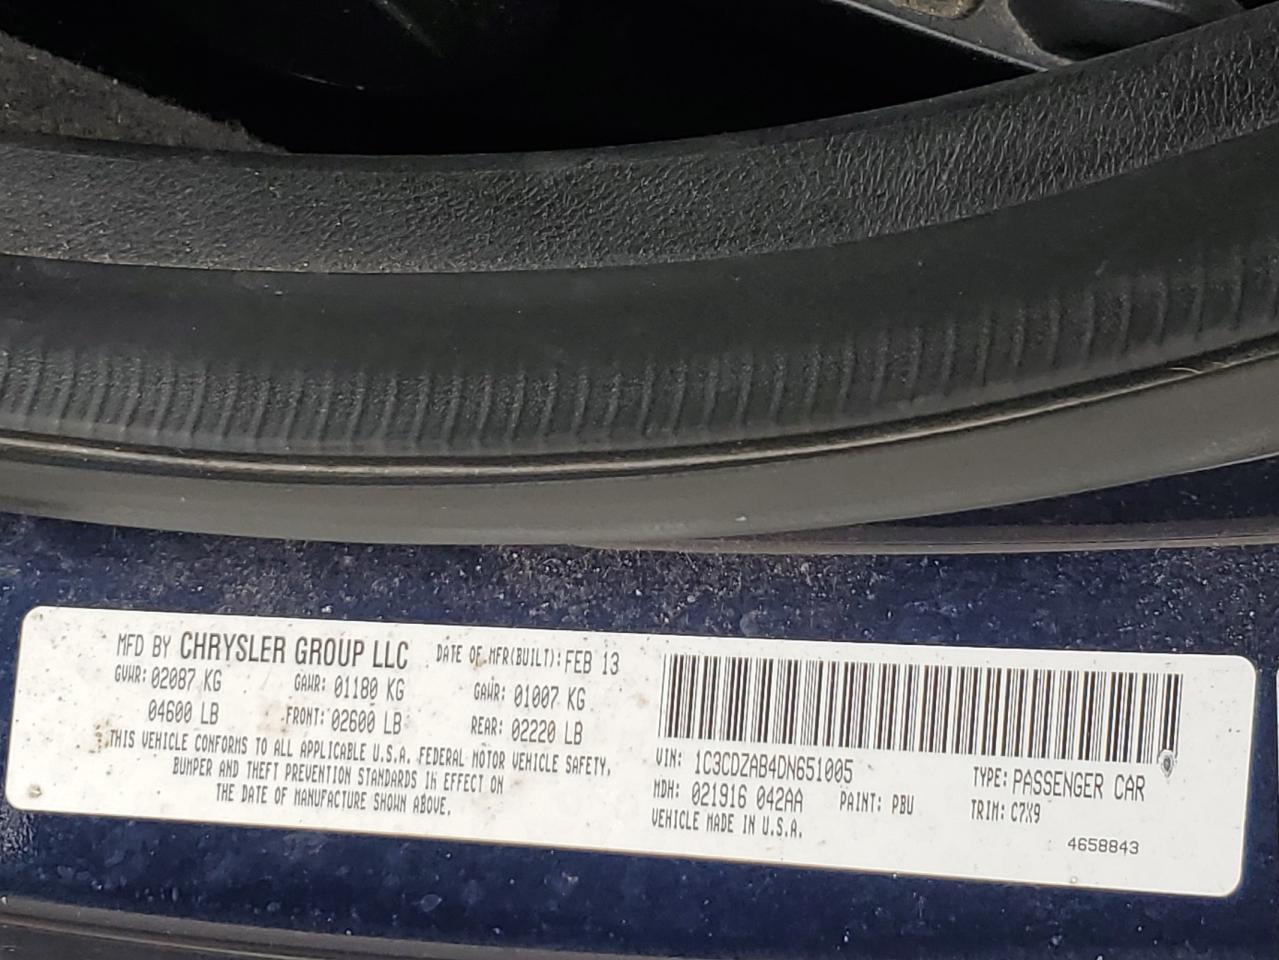 MFD BY CHRYSLER GROUP LLC DATE OF MFR(BUILT): FEB 13
GVWR: 02087 KG GAWR: 01180 KG GAWR: 01007 KG
04600 LB FRONT: 02600 LB REAR: 02220 LB
THIS VEHICLE CONFORMS TO ALL APPLICABLE U.S.A. FEDERAL MOTOR VEHICLE SAFETY,
BUMPER AND THEFT PREVENTION STANDARDS IN EFFECT ON
THE DATE OF MANUFACTURE SHOWN ABOVE.
VIN: 1C3CDZAB4DN651005 TYPE: PASSENGER CAR
MDH: 021916 042AA PAINT: PBU TRIM: C7X9
VEHICLE MADE IN U.S.A.
4658843